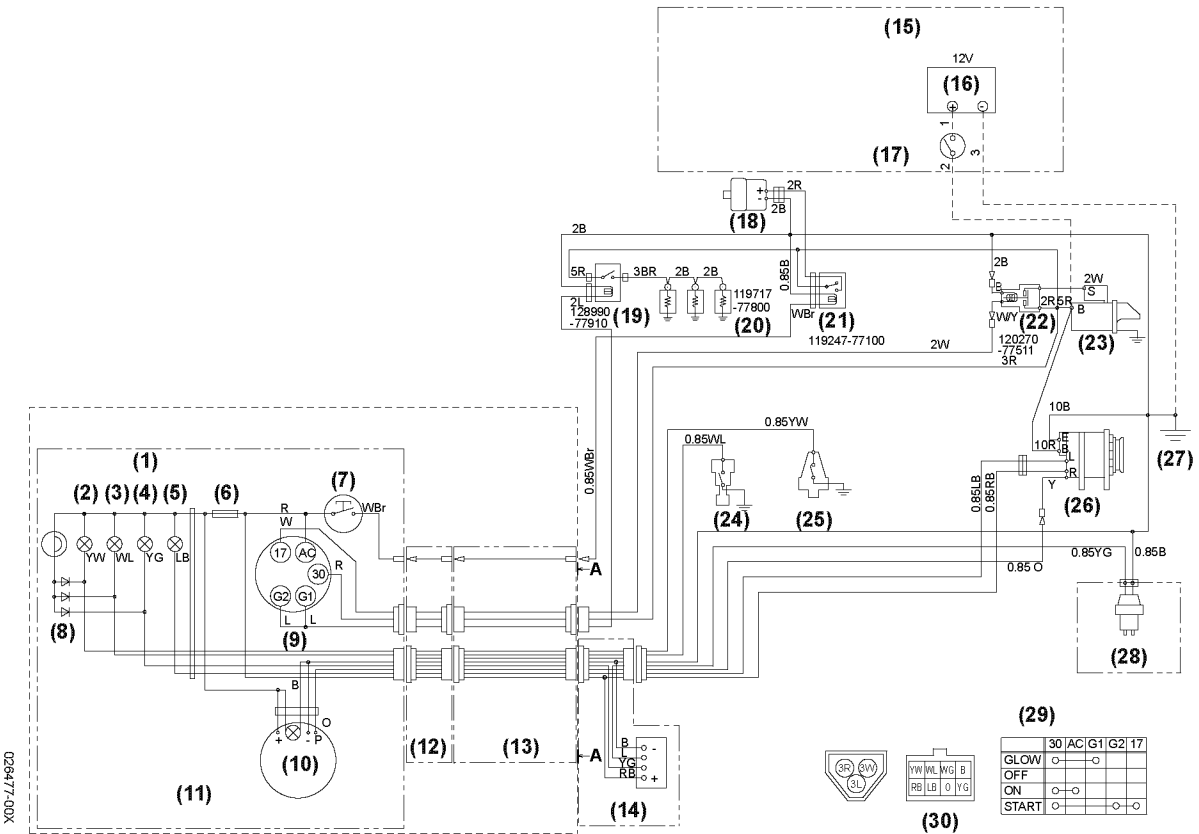 (15)
12V
(16)
+
-
1
2
3
(17)
+
-
2R
2B
(18)
2B
0.85B
2B
5R
3BR
2B
2B
2L
128990
-77910
(19)
119717
-77800
(20)
WBr
(21)
119247-77100
B
W/Y
2R
5R
(22)
120270
-77511
2W
S
B
(23)
2W
3R
10B
10R
E
B
L
R
Y
(26)
(27)
0.85YW
0.85WL
0.85WBr
(24)
(25)
0.85LB
0.85RB
0.85YG
0.85B
0.85 O
(28)
(1)
(2)
(3)
(4)
(5)
(6)
(7)
R
W
WBr
YW
WL
YG
LB
17
AC
30
R
G2
G1
L
L
(8)
(9)
A
B
O
+
-
P
(10)
(11)
(12)
(13)
A
B
L
YG
RB
-
+
(14)
3R
3W
3L
YW WL WG B
RB LB O YG
(30)
(29)
30 AC G1 G2 17
GLOW
OFF
ON
START
026477-00X